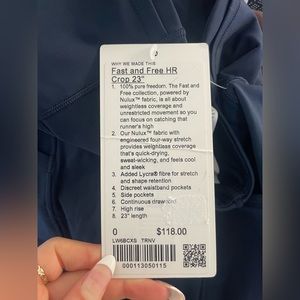 WHY WE MADE THIS
Fast and Free HR
Crop 23"
1. 100% pure freedom. The Fast and
Free collection, powered by
Nulux™ fabric, is all about
weightless coverage and
unrestricted movement so you
can focus on catching that
runner's high
2. Our Nulux™ fabric with
engineered four-way stretch
provides weightless coverage
that's quick-drying,
sweat-wicking, and feels cool
and sleek
3. Added Lycra® fibre for stretch
and shape retention
4. Discreet waistband pockets
5. Side pockets
6. Continuous drawcord
7. High rise
8. 23" length
0 $118.00
LW6BCXS TRNV
000113050115